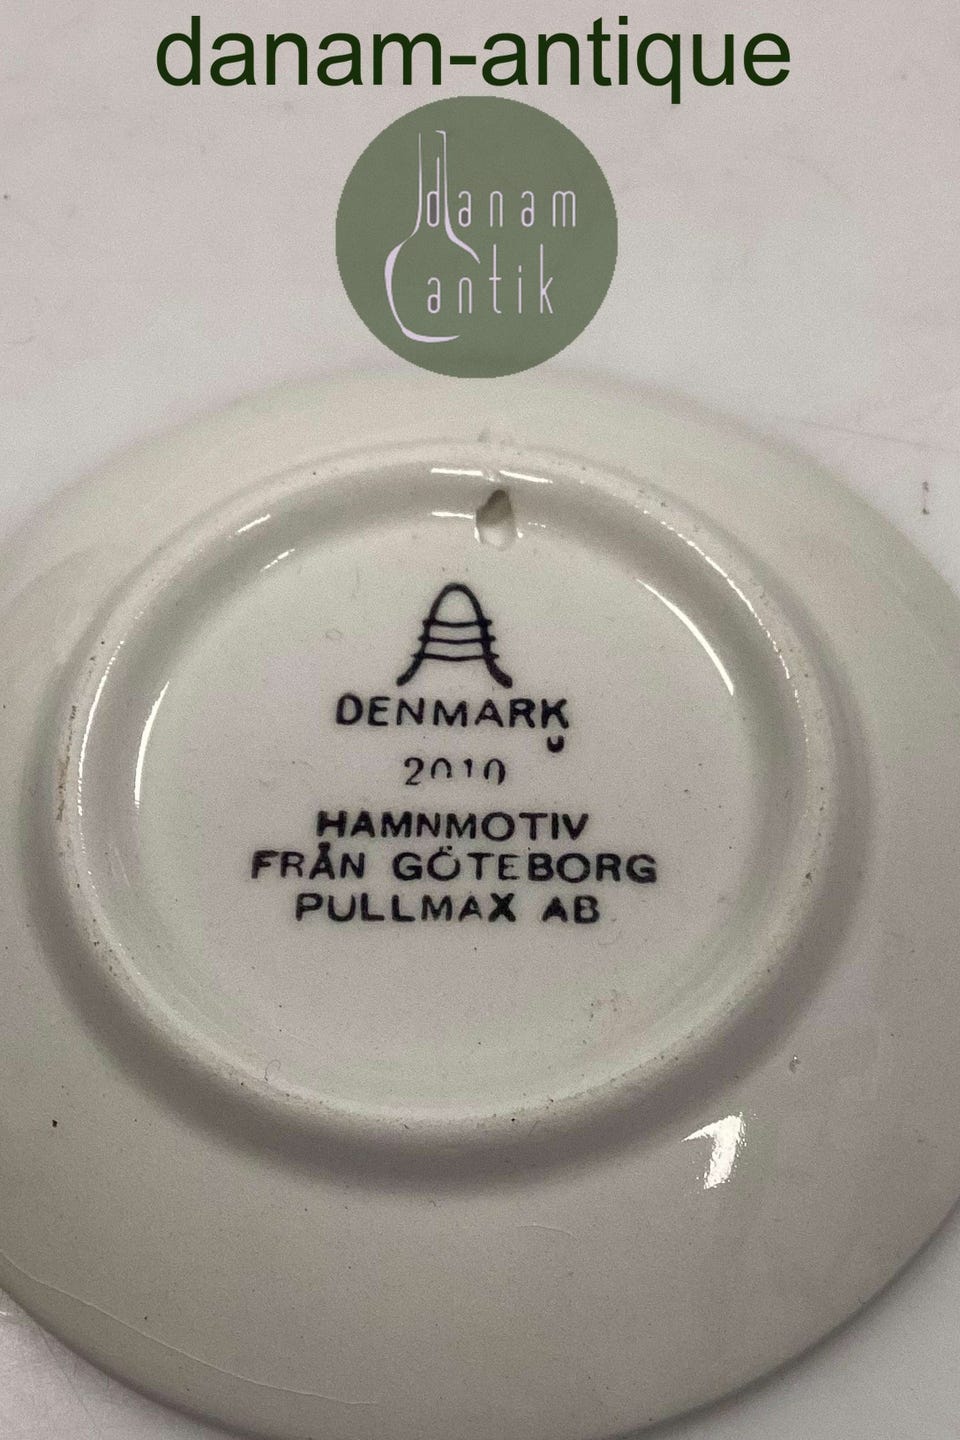 danam-antique
danam
antik
DENMARK
2010
HAMNMOTIV
FRÅN GÖTEBORG
PULLMAX AB